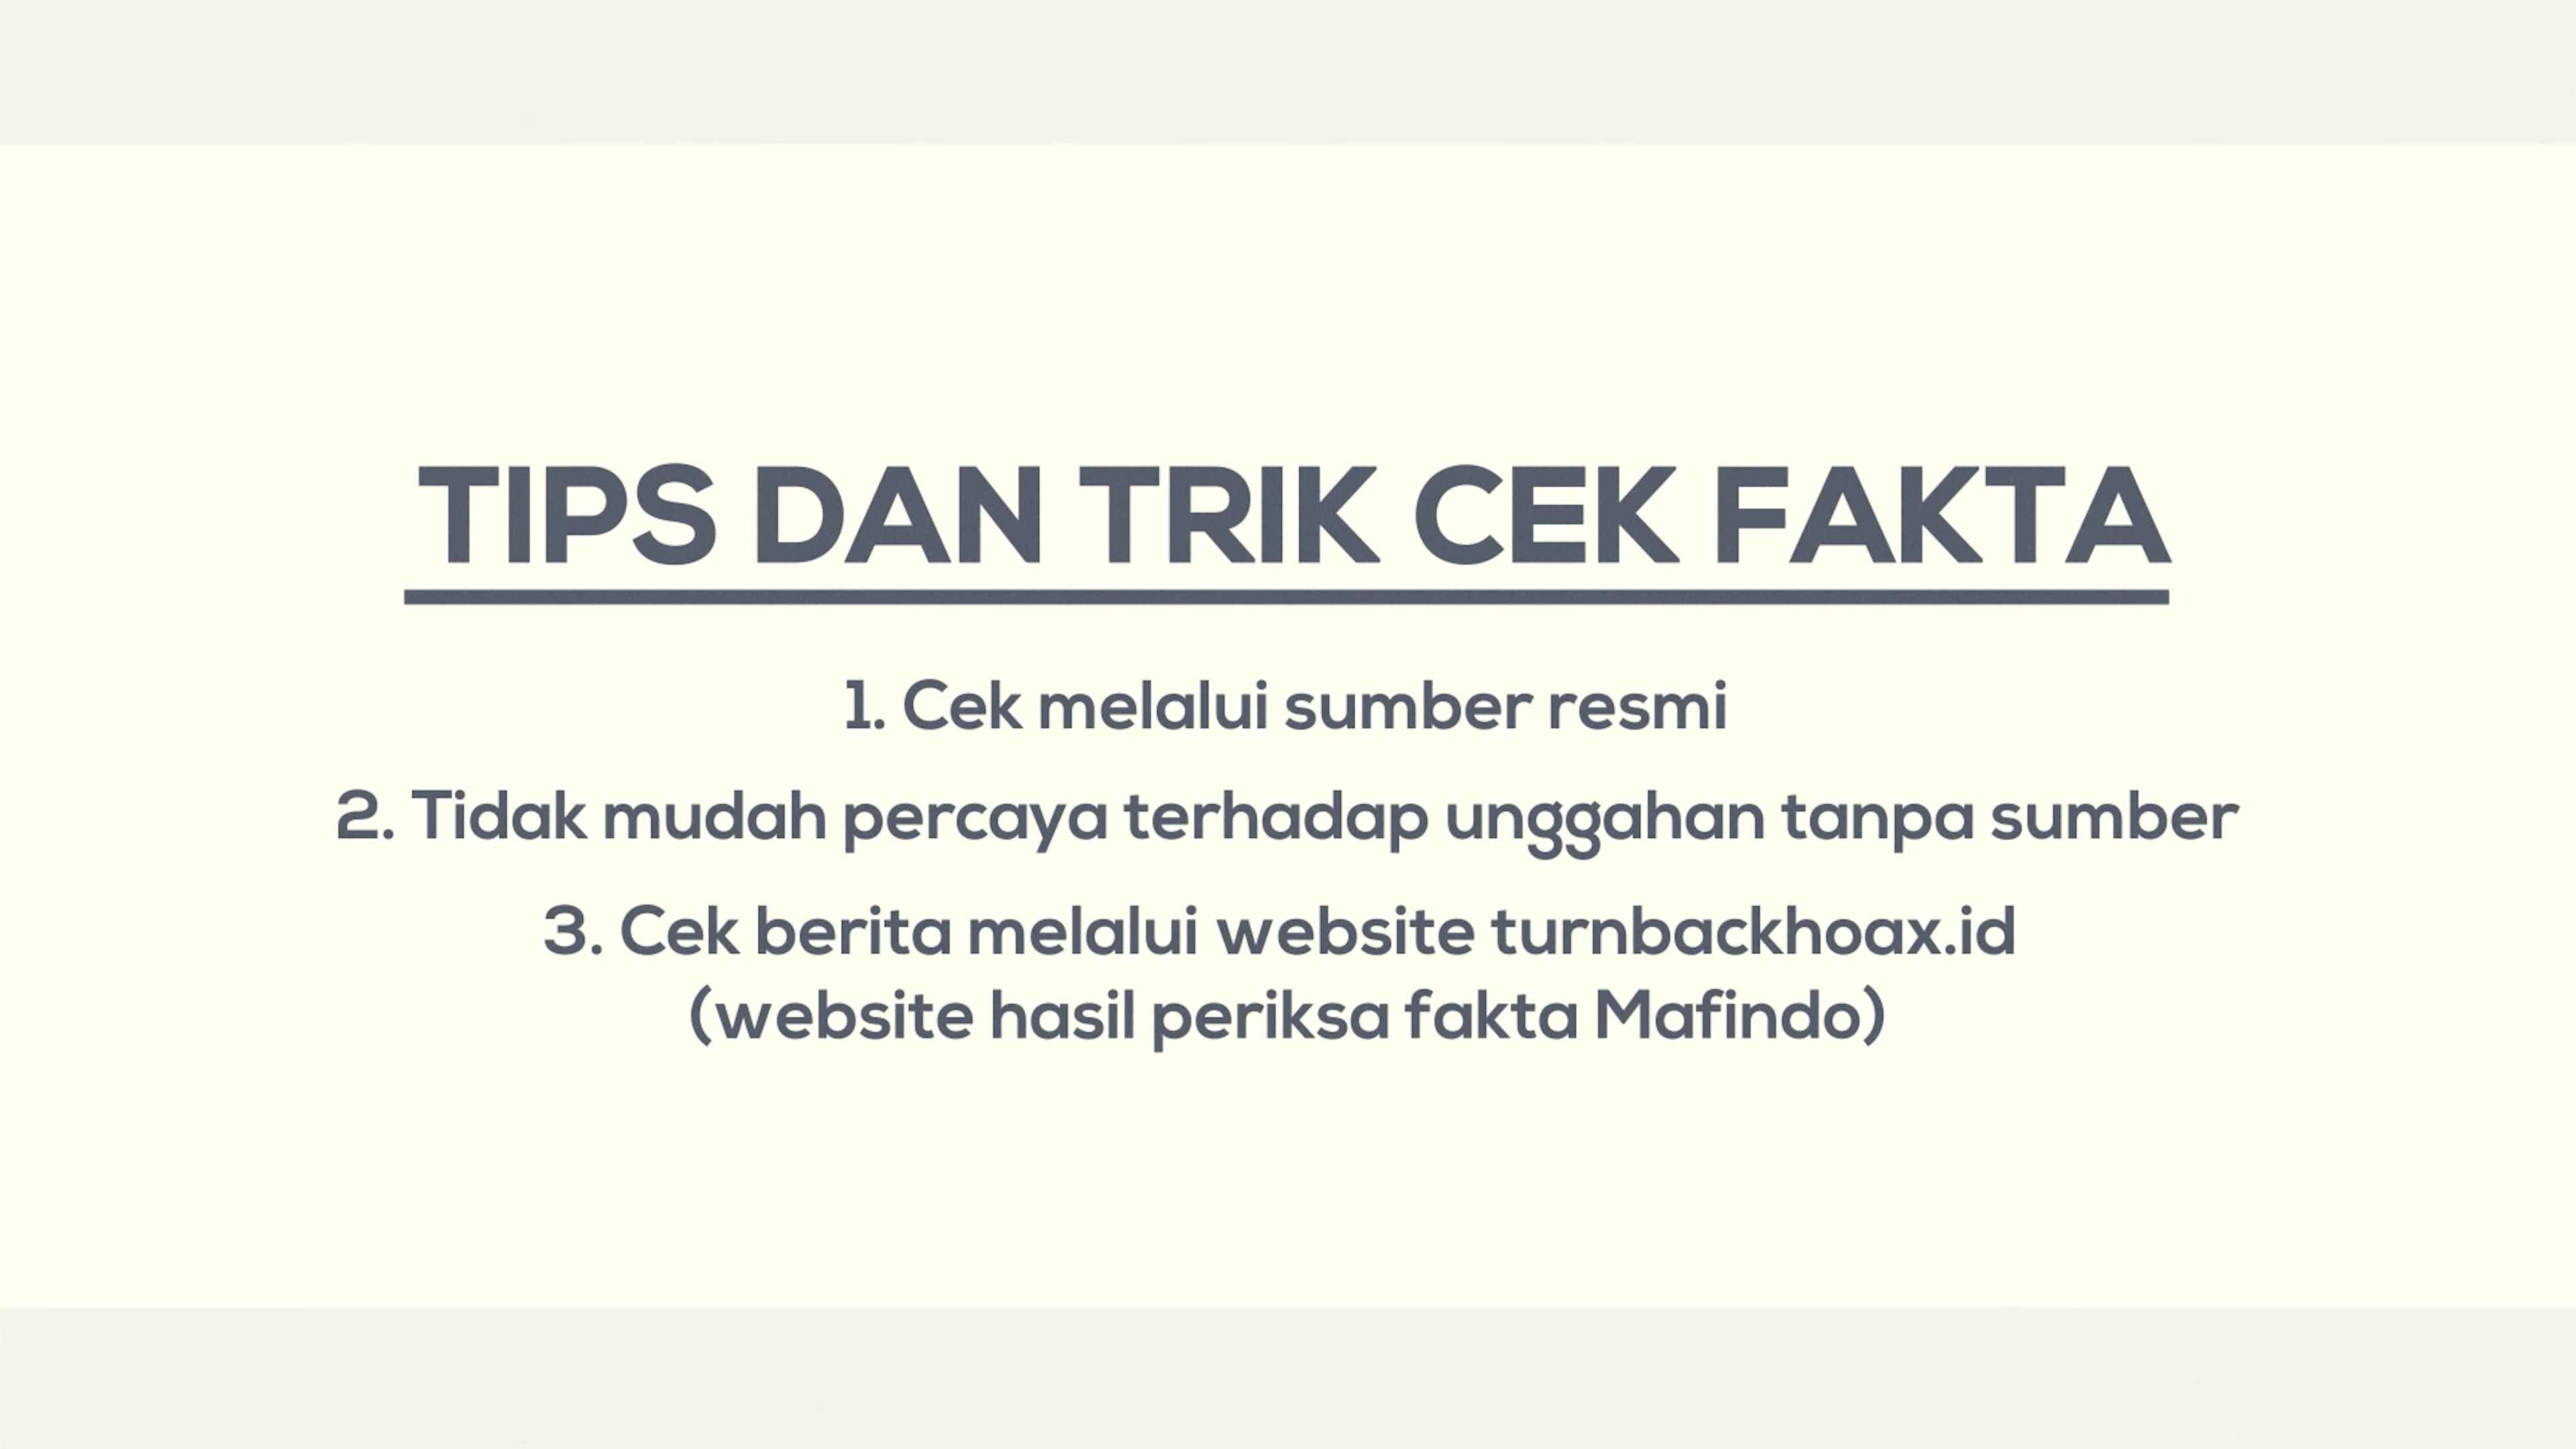 TIPS DAN TRIK CEK FAKTA
1. Cek melalui sumber resmi
2. Tidak mudah percaya terhadap unggahan tanpa sumber
3. Cek berita melalui website turnbackhoax.id
(website hasil periksa fakta Mafindo)